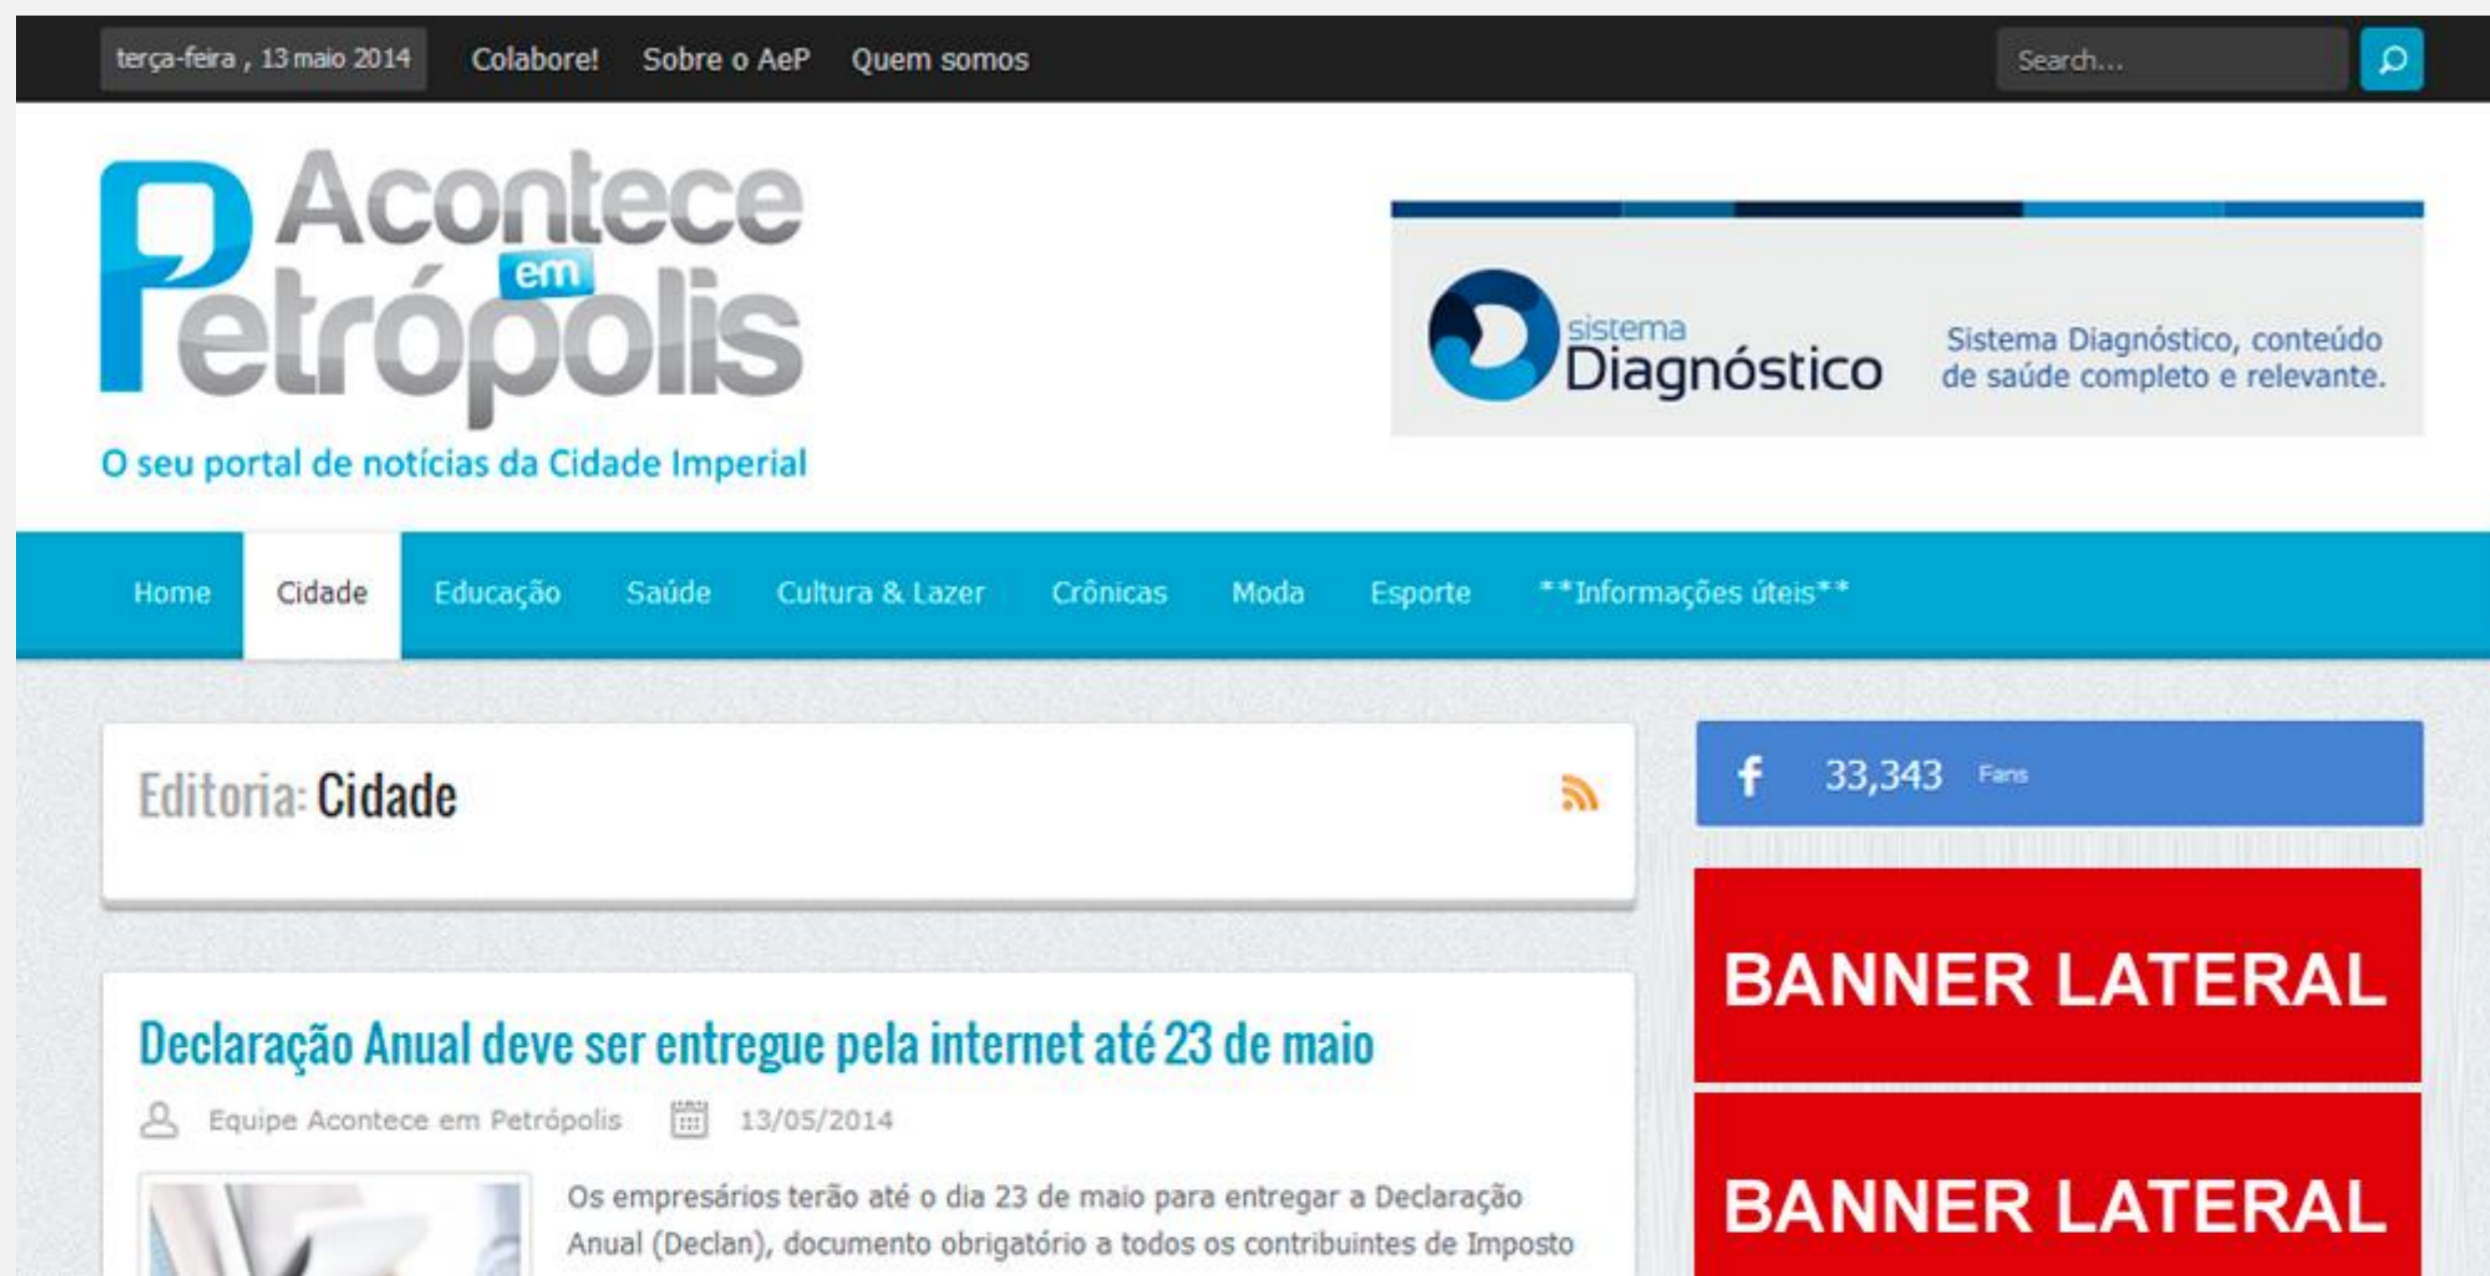 terça-feira , 13 maio 2014
Colabore!
Sobre o AeP
Quem somos
Search...
Acontece
em
Petrópolis
O seu portal de notícias da Cidade Imperial
sistema
Diagnóstico
Sistema Diagnóstico, conteúdo
de saúde completo e relevante.
Home
Cidade
Educação
Saúde
Cultura & Lazer
Crônicas
Moda
Esporte
**Informações úteis**
Editoria: Cidade
33,343 Fans
BANNER LATERAL
Declaração Anual deve ser entregue pela internet até 23 de maio
Equipe Acontece em Petrópolis
13/05/2014
Os empresários terão até o dia 23 de maio para entregar a Declaração
Anual (Declan), documento obrigatório a todos os contribuintes de Imposto
BANNER LATERAL